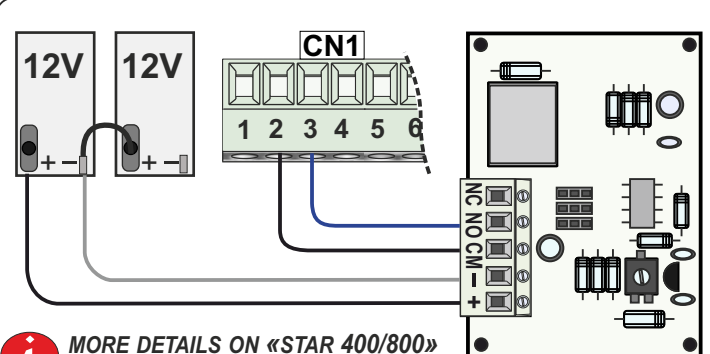 CN1
12V 12V
1 2 3 4 5 6
+ − + −
NC
NO
CM
−
+
i MORE DETAILS ON «STAR 400/800»